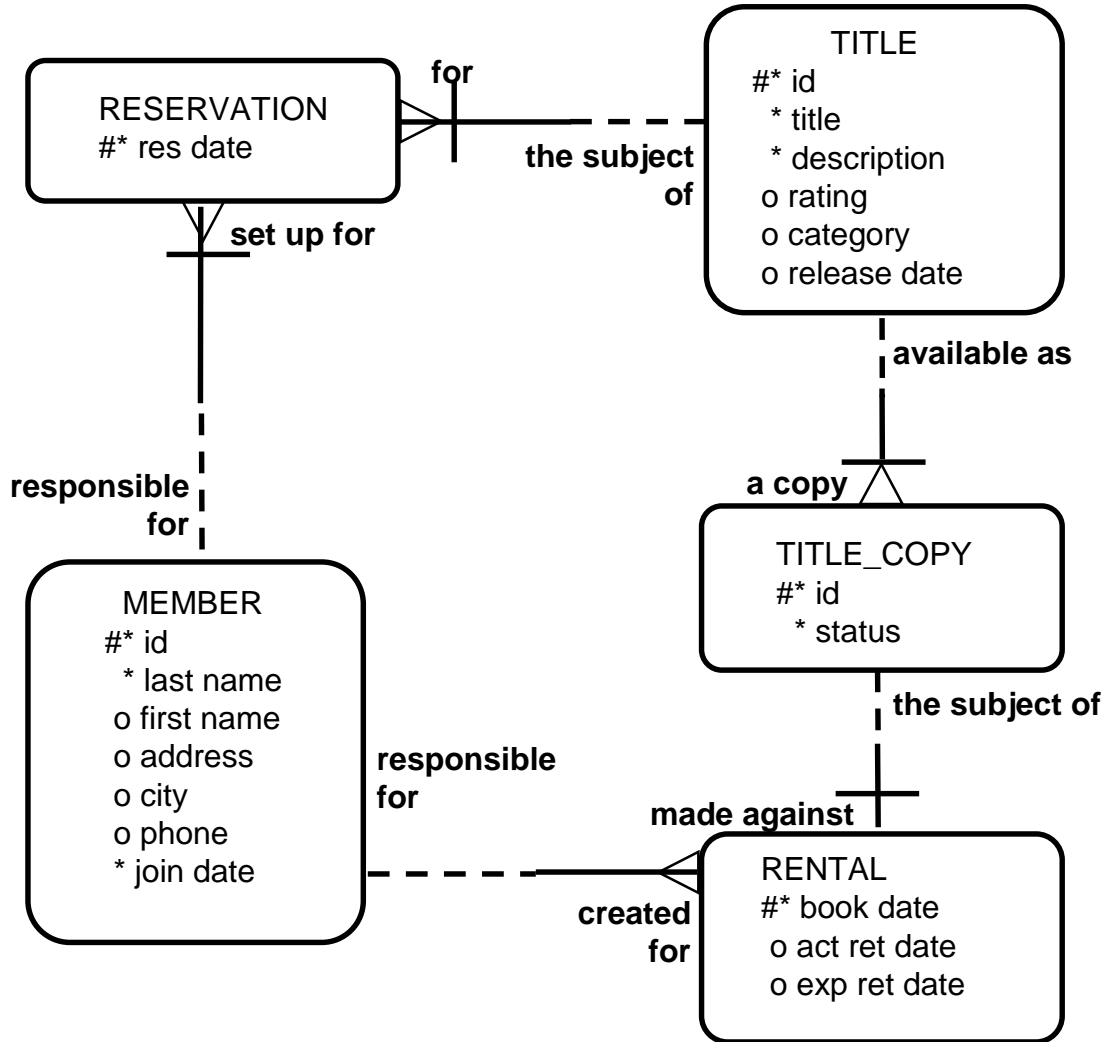 RESERVATION
#* res date
for
the subject
of
TITLE
#* id
* title
* description
o rating
o category
o release date
set up for
available as
responsible
for
a copy
TITLE_COPY
#* id
* status
MEMBER
#* id
* last name
o first name
o address
o city
o phone
* join date
responsible
for
the subject of
made against
created
for
RENTAL
#* book date
o act ret date
o exp ret date